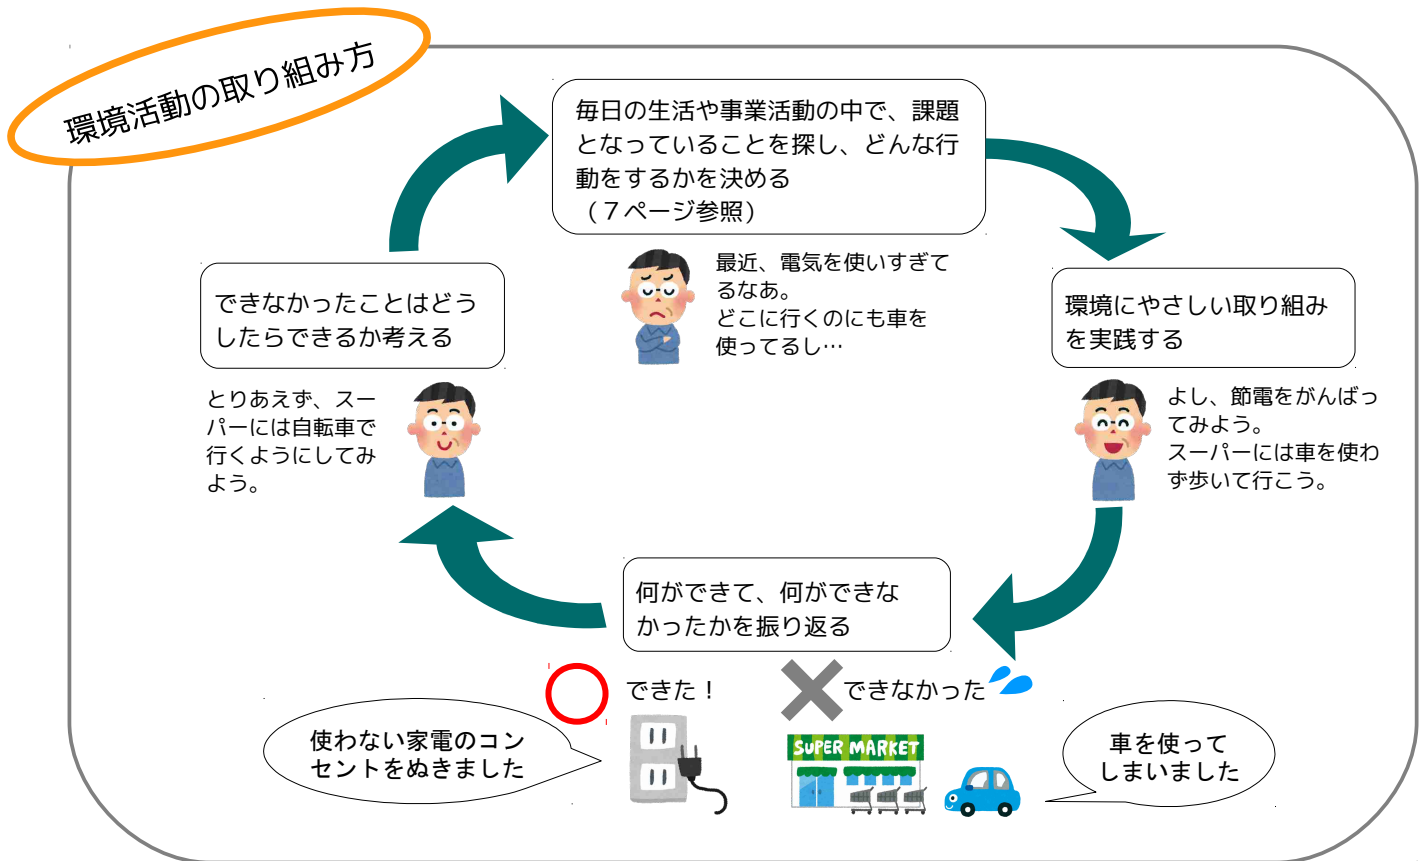 環境活動の取り組み方
毎日の生活や事業活動の中で、課題
となっていることを探し、どんな行
動をするかを決める
（７ページ参照）
最近、電気を使いすぎて
るなあ。
どこに行くのにも車を
使ってるし…
環境にやさしい取り組み
を実践する
よし、節電をがんばっ
てみよう。
スーパーには車を使わ
ず歩いて行こう。
何ができて、何ができな
かったかを振り返る
できた！
使わない家電のコン
セントをぬきました
できなかった
SUPER MARKET
車を使って
しまいました
できなかったことはどう
したらできるか考える
とりあえず、スー
パーには自転車で
行くようにしてみ
よう。